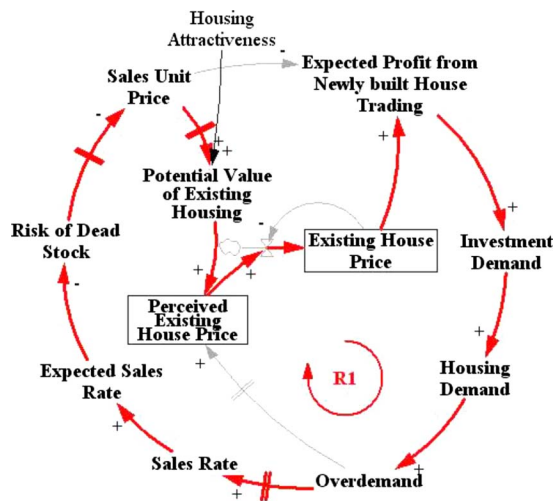 Housing
Attractiveness
-
Expected Profit from
Newly built House
Trading
Sales Unit
Price
-
+
+
+
Potential Value
of Existing
Housing
Risk of Dead
Stock
-
Existing House
Price
+
Investment
Demand
+
+
Perceived
Existing
House Price
-
+
+
R1
Housing
Demand
Expected Sales
Rate
+
Sales Rate
+
Overdemand
+